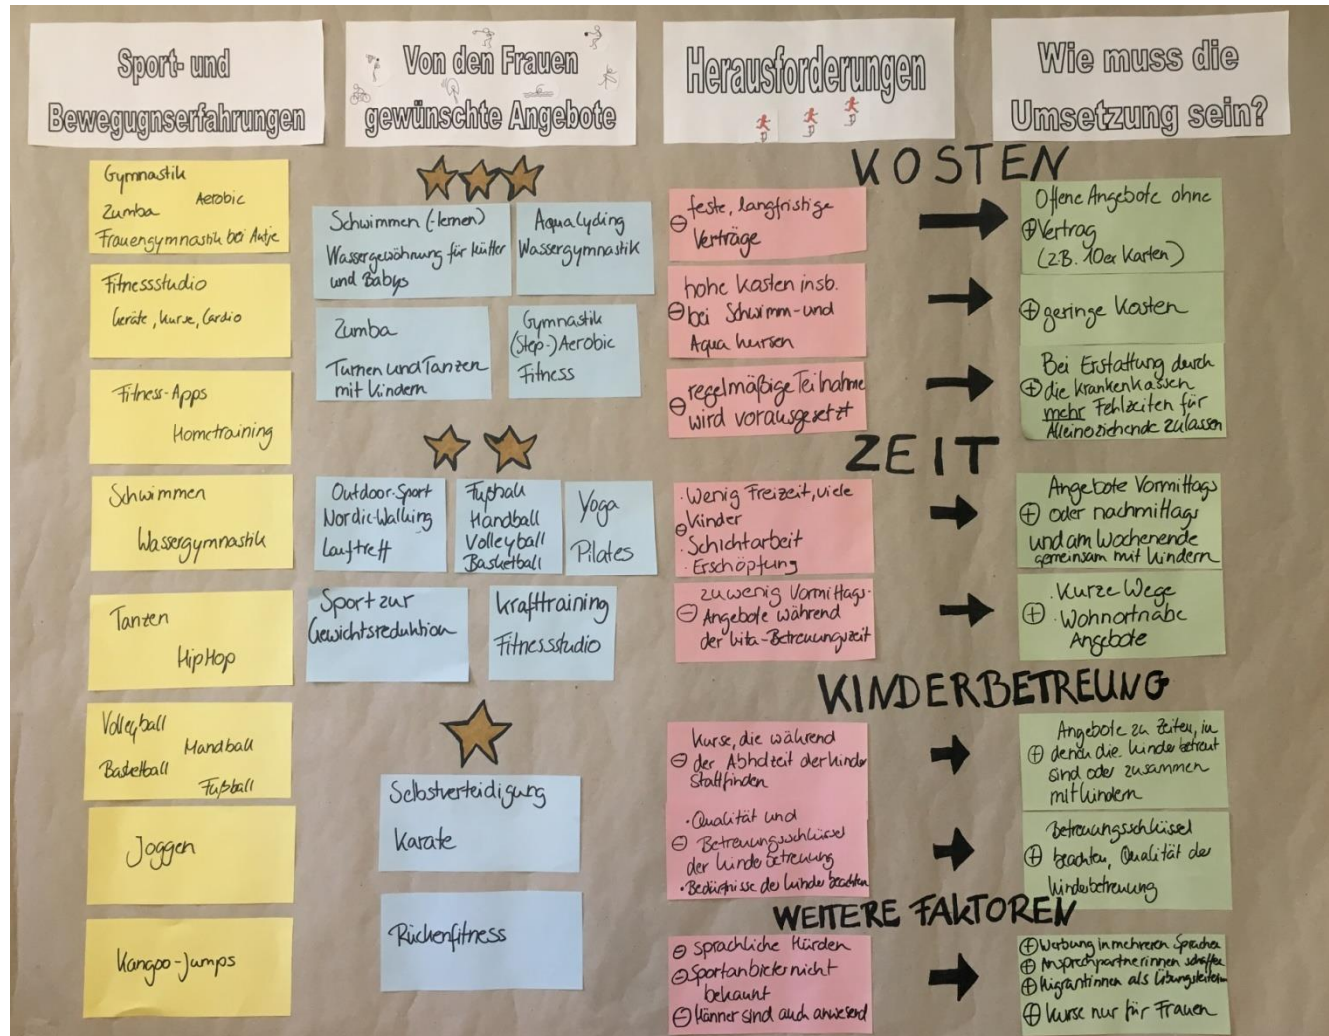 Sport- und
Bewegugnserfahrungen
Gymnastik
Zumba Aerobic
Frauengymnastik bei Antje
Fitnessstudio
Geräte, Kurse, Cardio
Fitness-Apps
Hometraining
Schwimmen
Wassergymnastik
Tanzen
HipHop
Volleyball
Handball
Basketball
Fußball
Joggen
Kangoo-Jumps
Von den Frauen
gewünschte Angebote
Schwimmen (-lernen)
Wassergewöhnung für Mütter
und Babys
AquaCyding
Wassergymnastik
Zumba
Turnen und Tanzen
mit Kindern
Gymnastik
(Step-) Aerobic
Fitness
Outdoor-Sport
Nordic-Walking
Lauftreff
Fußball
Handball
Volleyball
Basketball
Yoga
Pilates
Sport zur
Gewichtsreduktion
Krafttraining
Fitnessstudio
Selbstverteidigung
Karate
Rückenfitness
Herausforderungen
Wie muss die
Umsetzung sein?
KOSTEN
feste, langfristige
⊖ Verträge
Offene Angebote ohne
⊕ Vertrag
(z.B. 10er Karten)
hohe Kosten insb.
⊖ bei Schwimm- und
Aqua kursen
⊕ geringe Kosten
regelmäßige Teilnahme
⊖ wird vorausgesetzt
Bei Erstattung durch
⊕ die Krankenkassen
mehr Fehlzeiten für
Alleinerziehende zulassen
ZEIT
· Wenig Freizeit, viele
⊖ Kinder
· Schichtarbeit
· Erschöpfung
Angebote Vormittags
⊕ oder nachmittags
und am Wochenende
gemeinsam mit Kindern
zu wenig Vormittags-
⊖ Angebote während
der Kita-Betreuungszeit
· Kurze Wege
⊕ · Wohnortnahe
Angebote
KINDERBETREUNG
Kurse, die während
⊖ der Abholzeit der Kinder
stattfinden
Angebote zu Zeiten, in
⊕ denen die Kinder betreut
sind oder zusammen
mit Kindern
· Qualität und
⊖ Betreuungsschlüssel
der Kinderbetreuung
· Bedürfnisse der Kinder beachten
Betreuungsschlüssel
⊕ beachten, Qualität der
Kinderbetreuung
WEITERE FAKTOREN
⊖ sprachliche Hürden
⊖ Sportanbieter nicht
bekannt
⊖ Männer sind auch anwesend
⊕ Werbung in mehreren Sprachen
⊕ Ansprechpartnerinnen schaffen
⊕ Migrantinnen als Übungsleiterin
⊕ Kurse nur für Frauen